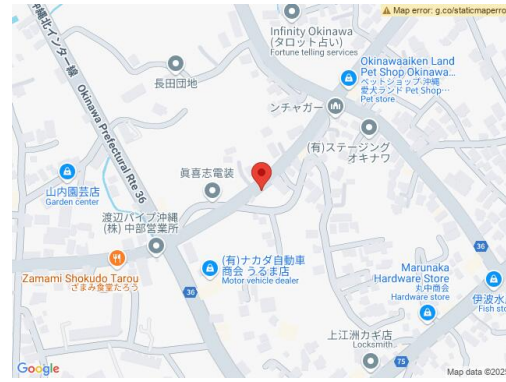 Map error: g.co/staticmaperro
Infinity Okinawa
(タロット占い)
Fortune telling services
Okinawaaiken Land
Pet Shop Okinawa...
ペットショップ 沖縄
愛犬ランド Pet Shop…
Pet store
長田団地
沖縄北インター線
Okinawa Prefectural Rte 36
ンチャガー
(有)ステージング
オキナワ
眞喜志電装
山内園芸店
Garden center
渡辺パイプ沖縄
(株) 中部営業所
Zamami Shokudo Tarou
ざまみ食堂たろう
(有)ナカダ自動車
商会 うるま店
Motor vehicle dealer
36
36
Marunaka
Hardware Store
丸中商会
Hardware store
伊波水
Fish sto
上江洲カギ店
Locksmith
75
Google
Map data ©2025